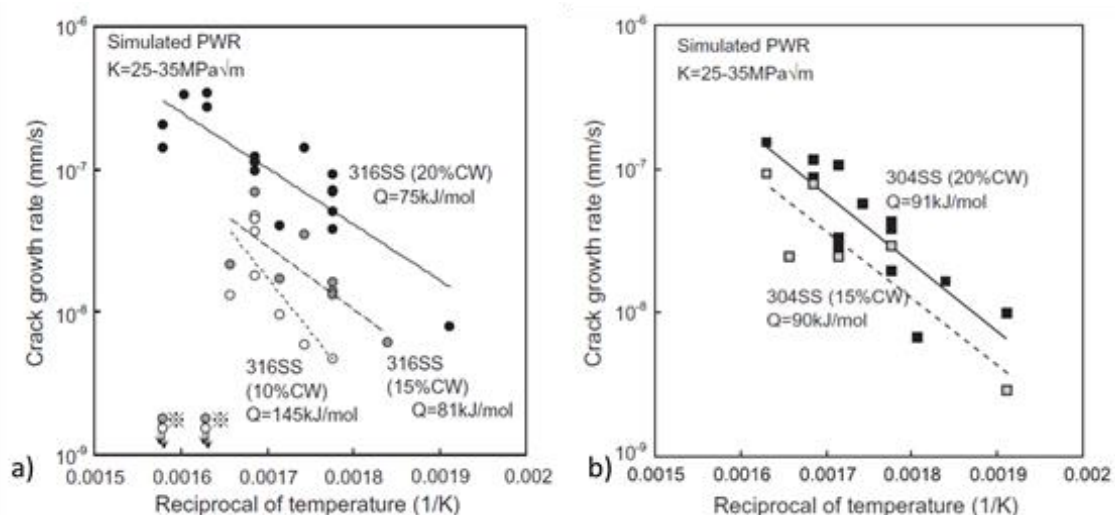 10⁻⁶
Simulated PWR
K=25-35MPa√m
10⁻⁷
316SS (20%CW)
Q=75kJ/mol
Crack growth rate (mm/s)
10⁻⁸
316SS
(10%CW)
Q=145kJ/mol
316SS
(15%CW)
Q=81kJ/mol
※
※
10⁻⁹
a)
0.0015 0.0016 0.0017 0.0018 0.0019 0.002
Reciprocal of temperature (1/K)
b)
10⁻⁶
Simulated PWR
K=25-35MPa√m
10⁻⁷
304SS (20%CW)
Q=91kJ/mol
Crack growth rate (mm/s)
10⁻⁸
304SS (15%CW)
Q=90kJ/mol
10⁻⁹
0.0015 0.0016 0.0017 0.0018 0.0019 0.002
Reciprocal of temperature (1/K)